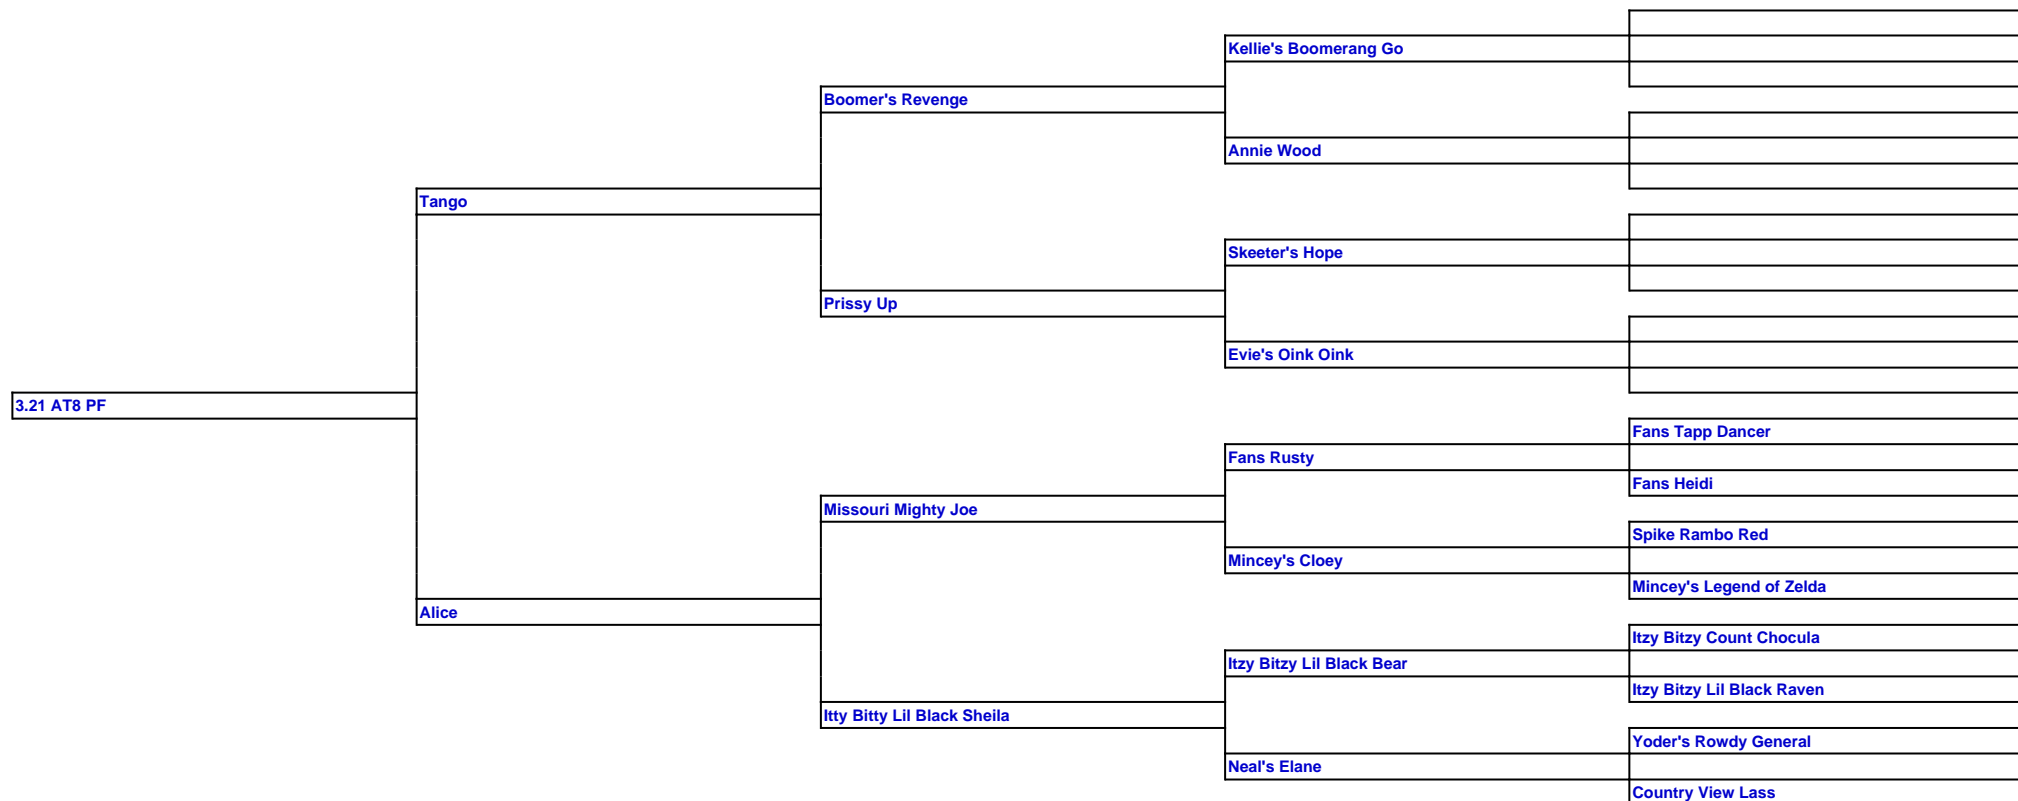 Kellie's Boomerang Go
Boomer's Revenge
Annie Wood
Tango
Skeeter's Hope
Prissy Up
Evie's Oink Oink
3.21 AT8 PF
Fans Tapp Dancer
Fans Rusty
Fans Heidi
Missouri Mighty Joe
Spike Rambo Red
Mincey's Cloey
Mincey's Legend of Zelda
Alice
Itzy Bitzy Count Chocula
Itzy Bitzy Lil Black Bear
Itzy Bitzy Lil Black Raven
Itty Bitty Lil Black Sheila
Yoder's Rowdy General
Neal's Elane
Country View Lass